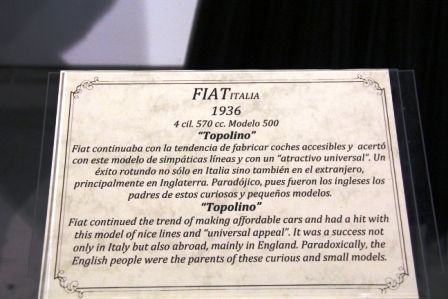 FIAT ITALIA
1936
4 cil. 570 cc. Modelo 500
"Topolino"
Fiat continuaba con la tendencia de fabricar coches accesibles y acertó
con este modelo de simpáticas líneas y con un "atractivo universal". Un
éxito rotundo no sólo en Italia sino también en el extranjero,
principalmente en Inglaterra. Paradójico, pues fueron los ingleses los
padres de estos curiosos y pequeños modelos.
"Topolino"
Fiat continued the trend of making affordable cars and had a hit with
this model of nice lines and "universal appeal". It was a success not
only in Italy but also abroad, mainly in England. Paradoxically, the
English people were the parents of these curious and small models.